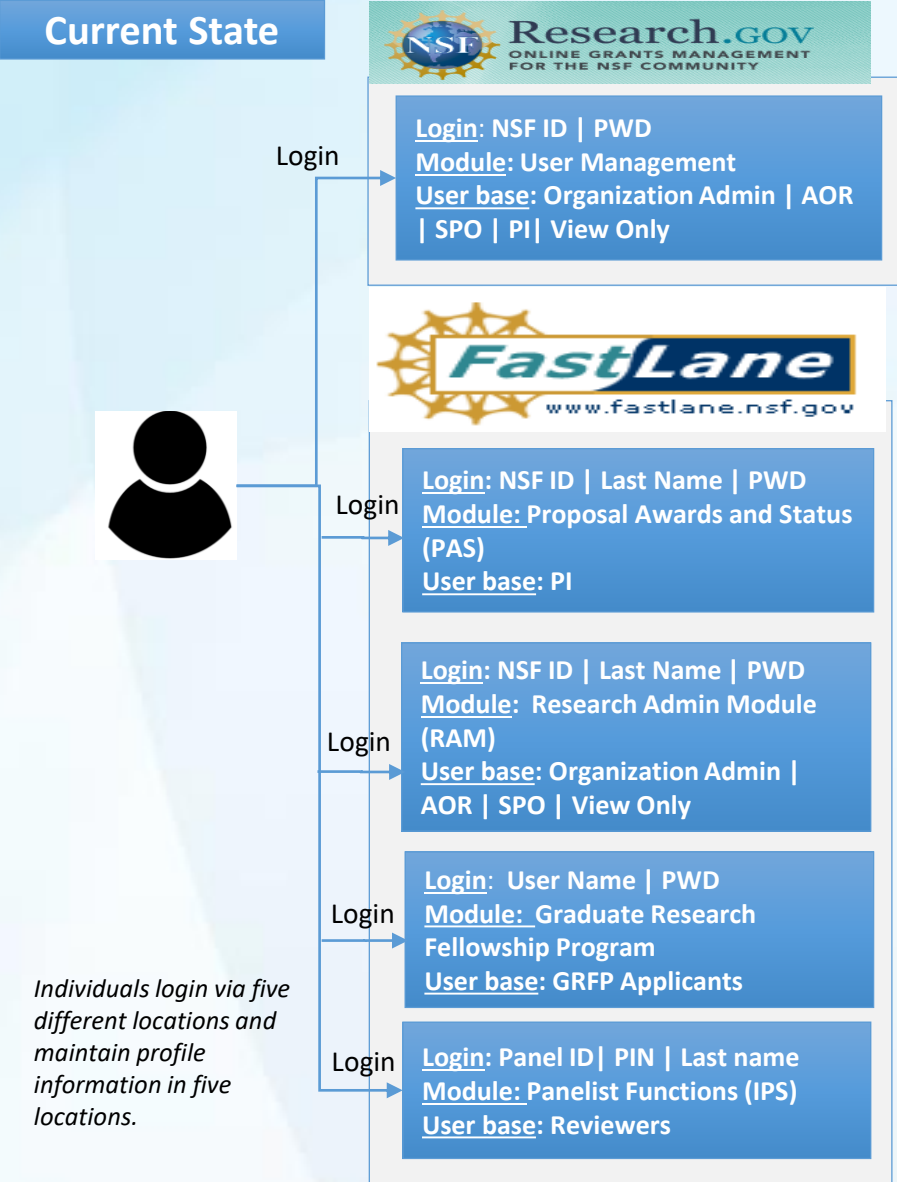 Current State
NSF
Research.GOV
ONLINE GRANTS MANAGEMENT
FOR THE NSF COMMUNITY
Login
Login: NSF ID | PWD
Module: User Management
User base: Organization Admin | AOR
| SPO | PI| View Only
FastLane
www.fastlane.nsf.gov
Login
Login: NSF ID | Last Name | PWD
Module: Proposal Awards and Status
(PAS)
User base: PI
Login
Login: NSF ID | Last Name | PWD
Module: Research Admin Module
(RAM)
User base: Organization Admin |
AOR | SPO | View Only
Login
Login: User Name | PWD
Module: Graduate Research
Fellowship Program
User base: GRFP Applicants
Login
Login: Panel ID| PIN | Last name
Module: Panelist Functions (IPS)
User base: Reviewers
Individuals login via five
different locations and
maintain profile
information in five
locations.